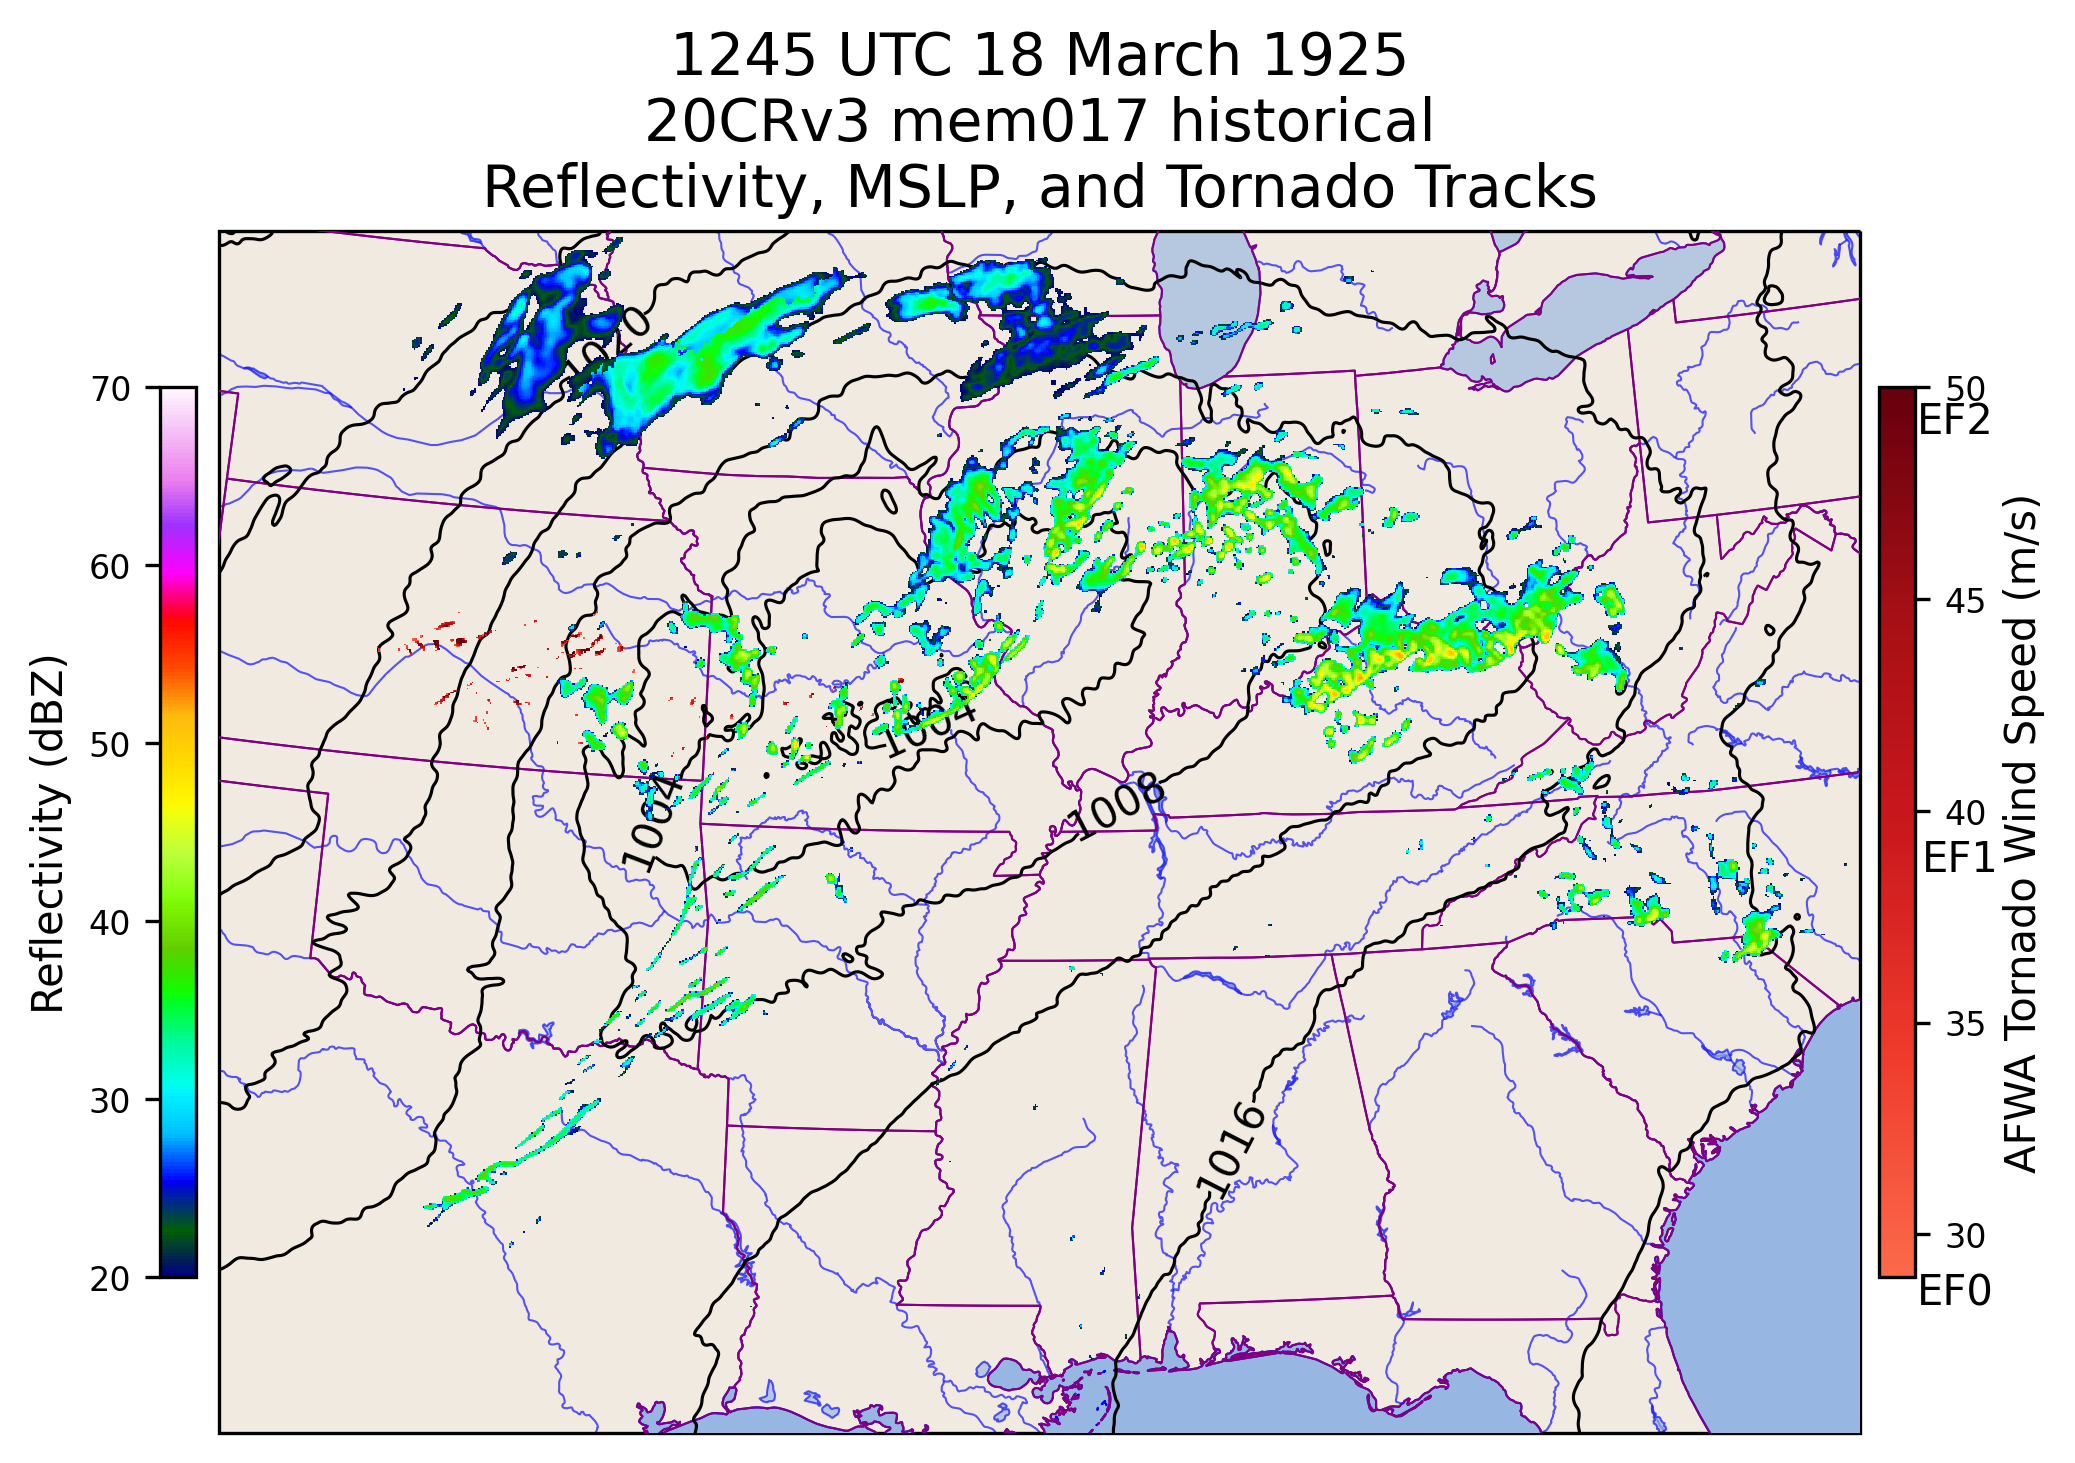 1245 UTC 18 March 1925
20CRv3 mem017 historical
Reflectivity, MSLP, and Tornado Tracks
Reflectivity (dBZ)
70
60
50
40
30
20
1010
1004
1004
1004
1008
1016
50
EF2
45
40
EF1
35
30
EF0
AFWA Tornado Wind Speed (m/s)